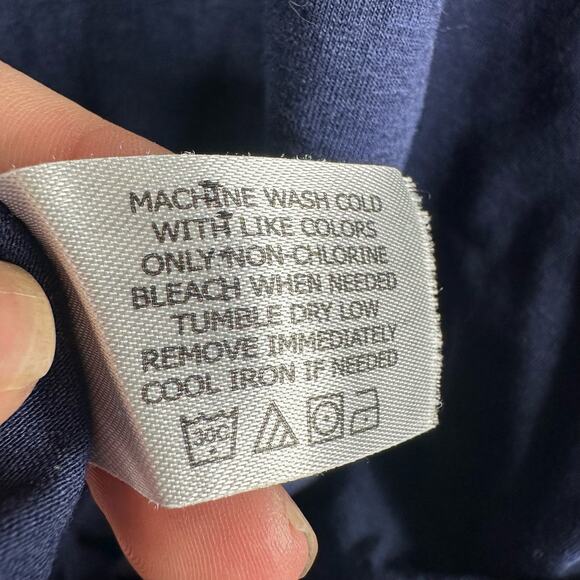 MACHINE WASH COLD
WITH LIKE COLORS
ONLY NON-CHLORINE
BLEACH WHEN NEEDED
TUMBLE DRY LOW
REMOVE IMMEDIATELY
COOL IRON IF NEEDED
30C